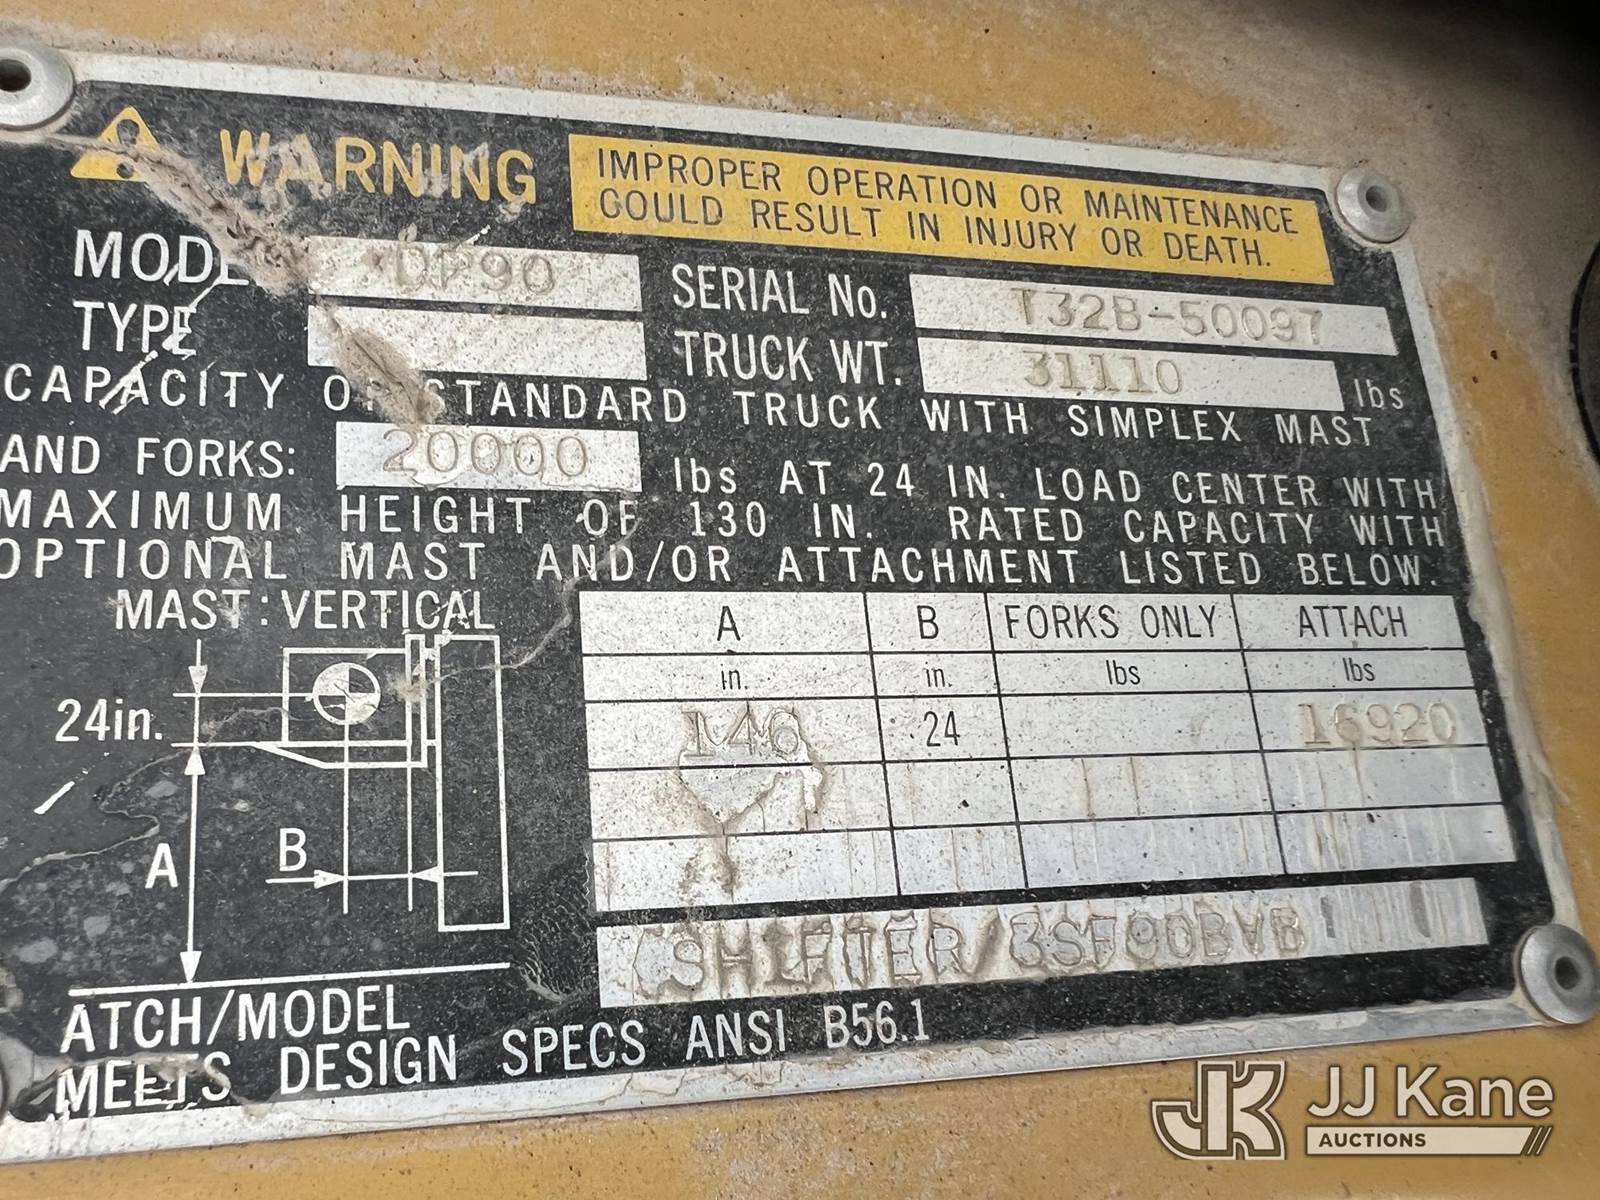 WARNING IMPROPER OPERATION OR MAINTENANCE
COULD RESULT IN INJURY OR DEATH.
MODEL DP90 SERIAL No. T32B-50097
TYPE TRUCK WT. 31110 lbs
CAPACITY OF STANDARD TRUCK WITH SIMPLEX MAST
AND FORKS: 20000 lbs AT 24 IN. LOAD CENTER WITH
MAXIMUM HEIGHT OF 130 IN. RATED CAPACITY WITH
OPTIONAL MAST AND/OR ATTACHMENT LISTED BELOW.
MAST: VERTICAL
24in.
A
B
A B FORKS ONLY ATTACH
in. in. lbs lbs
146 24 16920
SHIFTER/3SF90BVB
ATCH/MODEL
MEETS DESIGN SPECS ANSI B56.1
JK JJ Kane
AUCTIONS